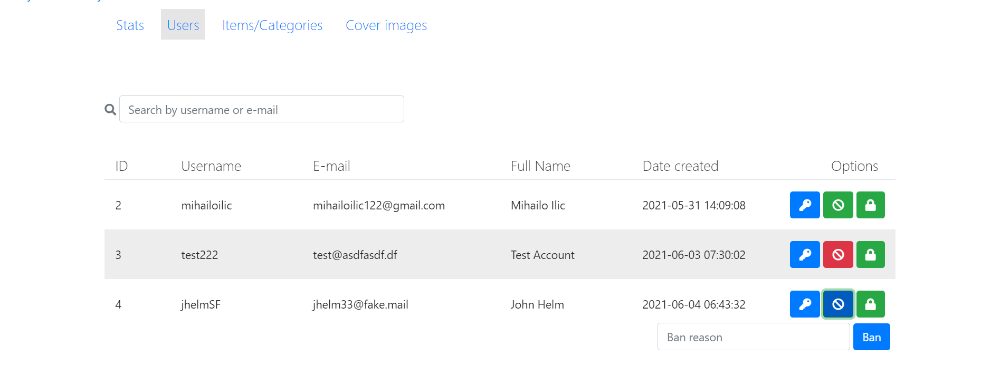 Stats Users Items/Categories Cover images
Search by username or e-mail
ID Username E-mail Full Name Date created Options
2 mihailoilic mihailoilic122@gmail.com Mihailo Ilic 2021-05-31 14:09:08
3 test222 test@asdfasdf.df Test Account 2021-06-03 07:30:02
4 jhelmSF jhelm33@fake.mail John Helm 2021-06-04 06:43:32
Ban reason Ban